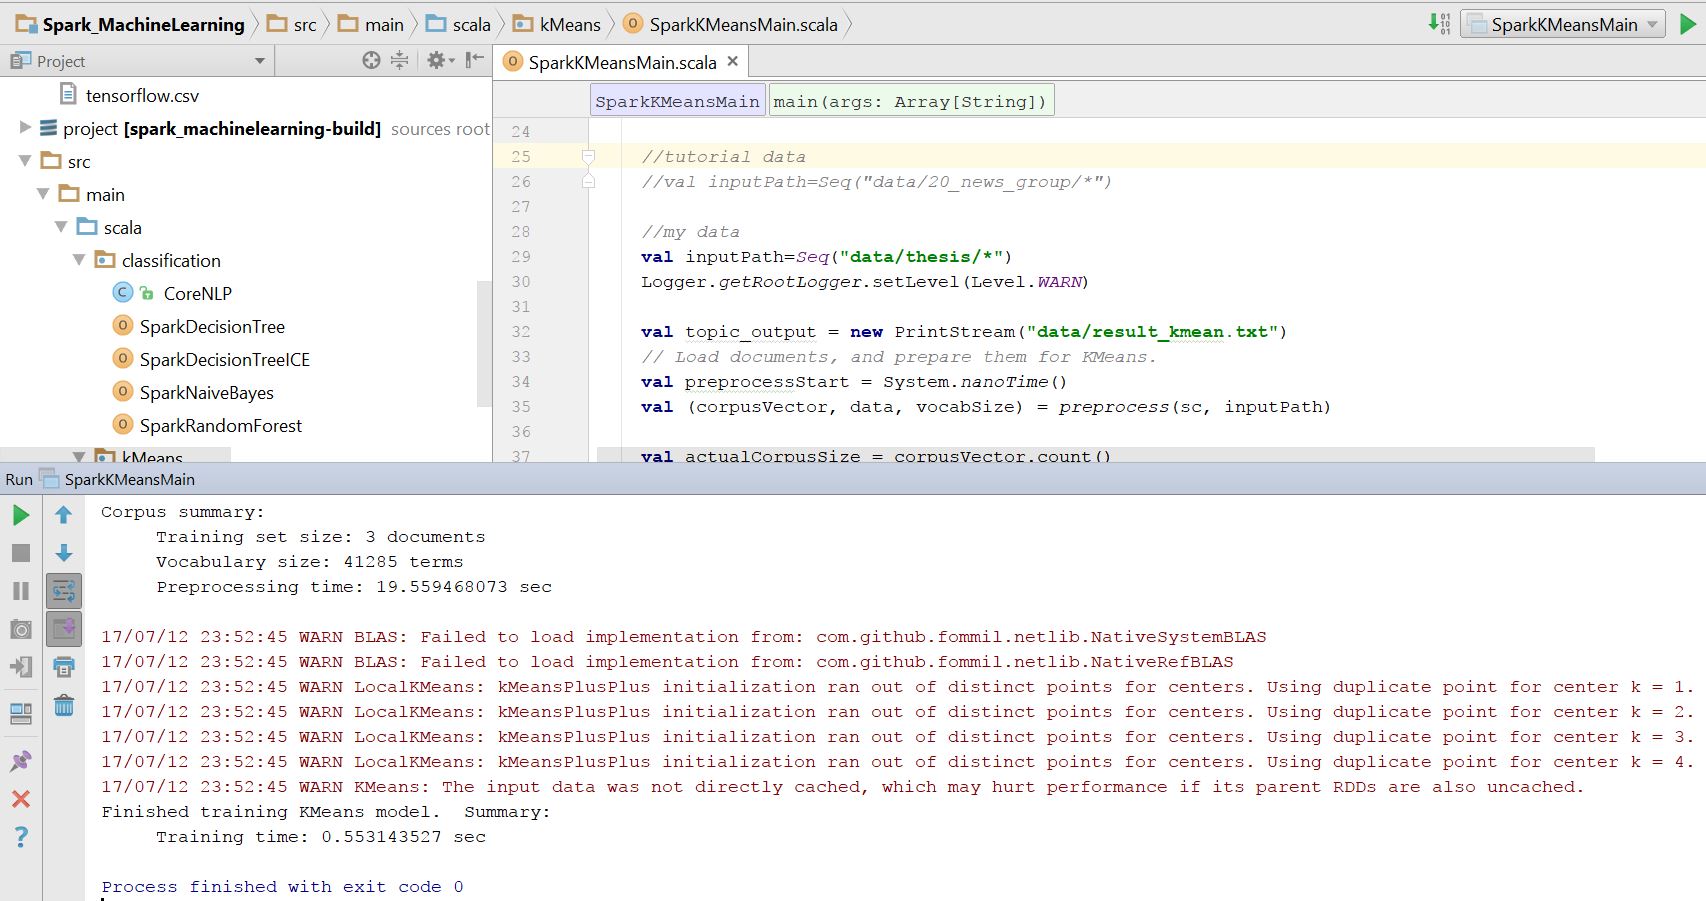 Spark_MachineLearning src main scala kMeans SparkKMeansMain.scala SparkKMeansMain
Project
SparkKMeansMain.scala
tensorflow.csv
project [spark_machinelearning-build] sources root
src
main
scala
classification
CoreNLP
SparkDecisionTree
SparkDecisionTreeICE
SparkNaiveBayes
SparkRandomForest
kMeans
SparkKMeansMain main(args: Array[String])
24
25 //tutorial data
26 //val inputPath=Seq("data/20_news_group/*")
27
28 //my data
29 val inputPath=Seq("data/thesis/*")
30 Logger.getRootLogger.setLevel(Level.WARN)
31
32 val topic_output = new PrintStream("data/result_kmean.txt")
33 // Load documents, and prepare them for KMeans.
34 val preprocessStart = System.nanoTime()
35 val (corpusVector, data, vocabSize) = preprocess(sc, inputPath)
36
37 val actualCorpusSize = corpusVector.count()
Run SparkKMeansMain
Corpus summary:
Training set size: 3 documents
Vocabulary size: 41285 terms
Preprocessing time: 19.559468073 sec
17/07/12 23:52:45 WARN BLAS: Failed to load implementation from: com.github.fommil.netlib.NativeSystemBLAS
17/07/12 23:52:45 WARN BLAS: Failed to load implementation from: com.github.fommil.netlib.NativeRefBLAS
17/07/12 23:52:45 WARN LocalKMeans: kMeansPlusPlus initialization ran out of distinct points for centers. Using duplicate point for center k = 1.
17/07/12 23:52:45 WARN LocalKMeans: kMeansPlusPlus initialization ran out of distinct points for centers. Using duplicate point for center k = 2.
17/07/12 23:52:45 WARN LocalKMeans: kMeansPlusPlus initialization ran out of distinct points for centers. Using duplicate point for center k = 3.
17/07/12 23:52:45 WARN LocalKMeans: kMeansPlusPlus initialization ran out of distinct points for centers. Using duplicate point for center k = 4.
17/07/12 23:52:45 WARN KMeans: The input data was not directly cached, which may hurt performance if its parent RDDs are also uncached.
Finished training KMeans model.  Summary:
Training time: 0.553143527 sec
Process finished with exit code 0